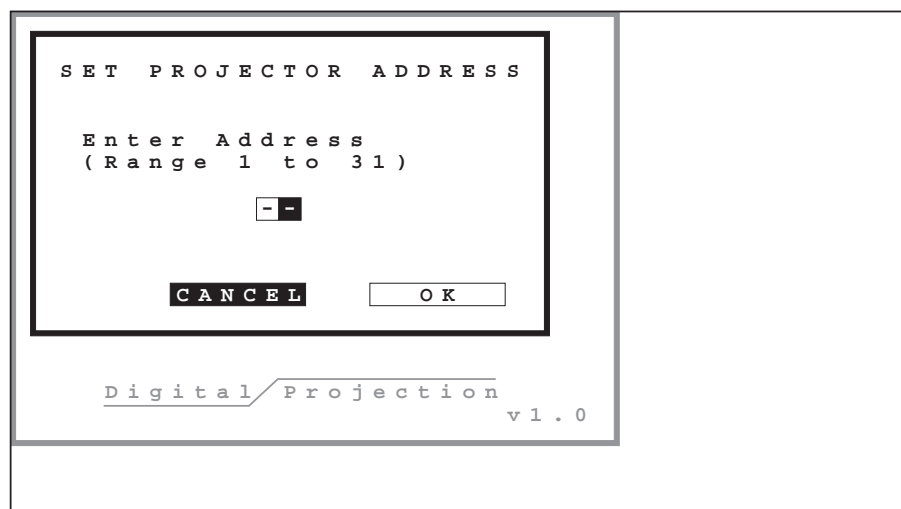 SET PROJECTOR ADDRESS
Enter Address
(Range 1 to 31)
--
CANCEL OK
Digital Projection
v1.0